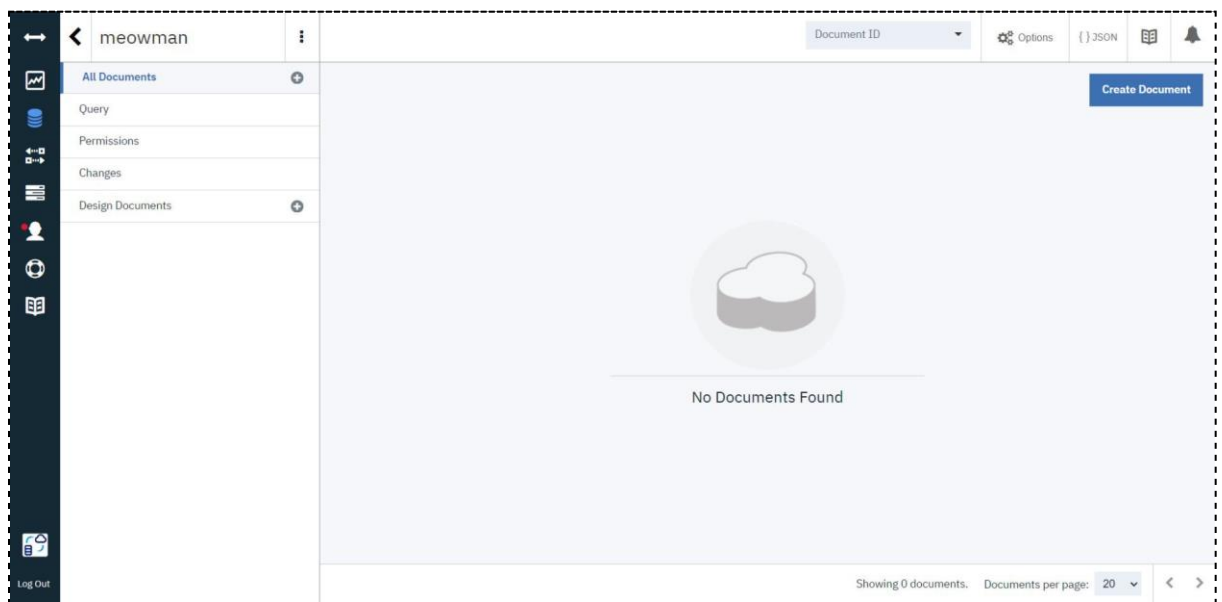 meowman
Document ID
Options
{ } JSON
All Documents
Create Document
Query
Permissions
Changes
Design Documents
No Documents Found
Log Out
Showing 0 documents.
Documents per page: 20